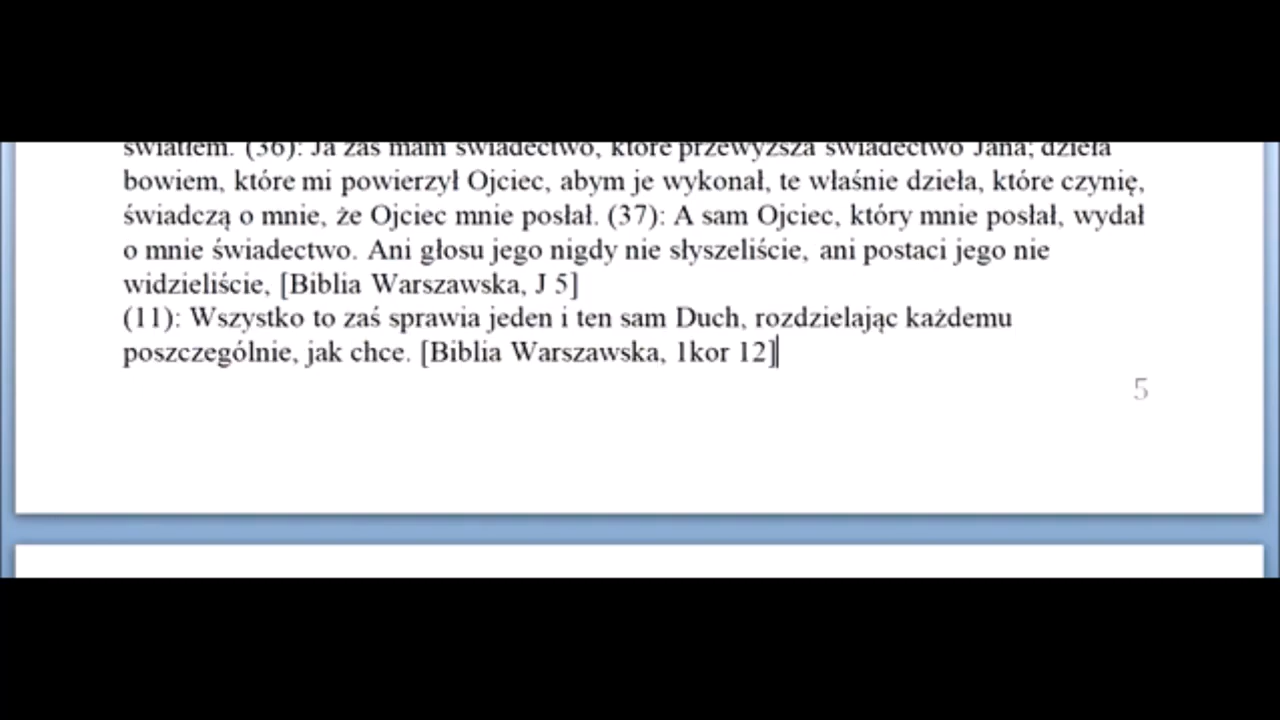 światłem. (36): Ja zaś mam świadectwo, które przewyższa świadectwo Jana; dzieła
bowiem, które mi powierzył Ojciec, abym je wykonał, te właśnie dzieła, które czynię,
świadczą o mnie, że Ojciec mnie posłał. (37): A sam Ojciec, który mnie posłał, wydał
o mnie świadectwo. Ani głosu jego nigdy nie słyszeliście, ani postaci jego nie
widzieliście, [Biblia Warszawska, J 5]
(11): Wszystko to zaś sprawia jeden i ten sam Duch, rozdzielając każdemu
poszczególnie, jak chce. [Biblia Warszawska, 1kor 12]
5